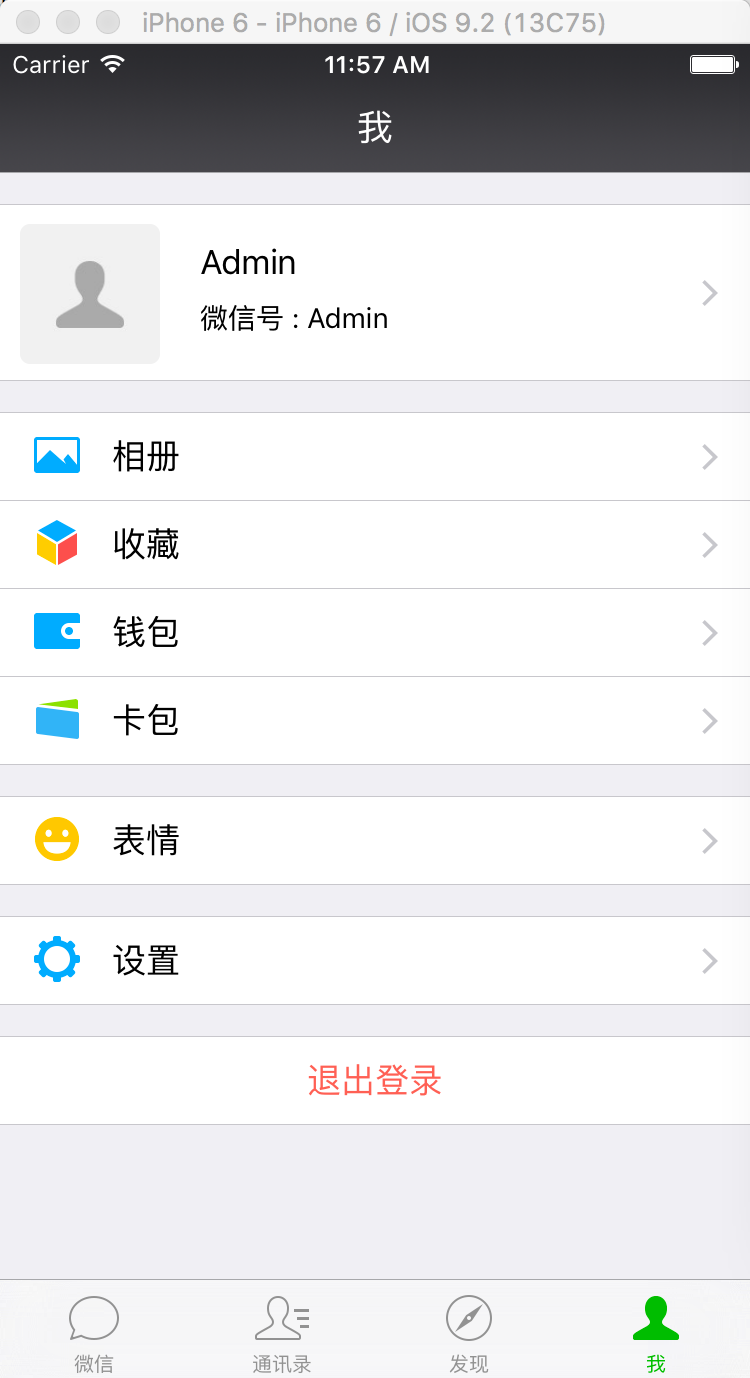 iPhone 6 - iPhone 6 / iOS 9.2 (13C75)
Carrier 11:57 AM
我
Admin
微信号 : Admin
相册
收藏
钱包
卡包
表情
设置
退出登录
微信 通讯录 发现 我